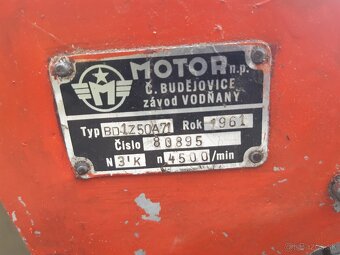 M
MOTOR n.p.
Č. BUDĚJOVICE
závod VODŇANY
Typ BD1Z50A71 Rok 1961
Číslo 80895
N 3'K n 4500/min